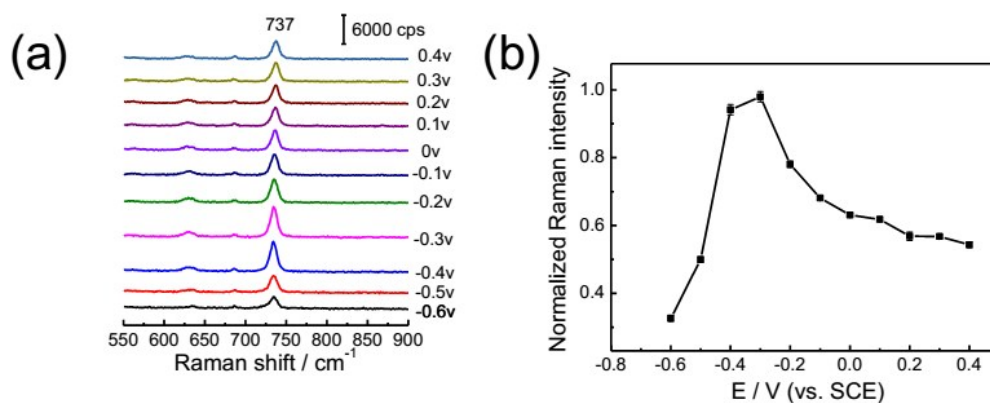 (a)
737
6000 cps
0.4v
0.3v
0.2v
0.1v
0v
-0.1v
-0.2v
-0.3v
-0.4v
-0.5v
-0.6v
550 600 650 700 750 800 850 900
Raman shift / cm⁻¹
(b)
Normalized Raman intensity
1.0
0.8
0.6
0.4
-0.8 -0.6 -0.4 -0.2 0.0 0.2 0.4
E / V (vs. SCE)